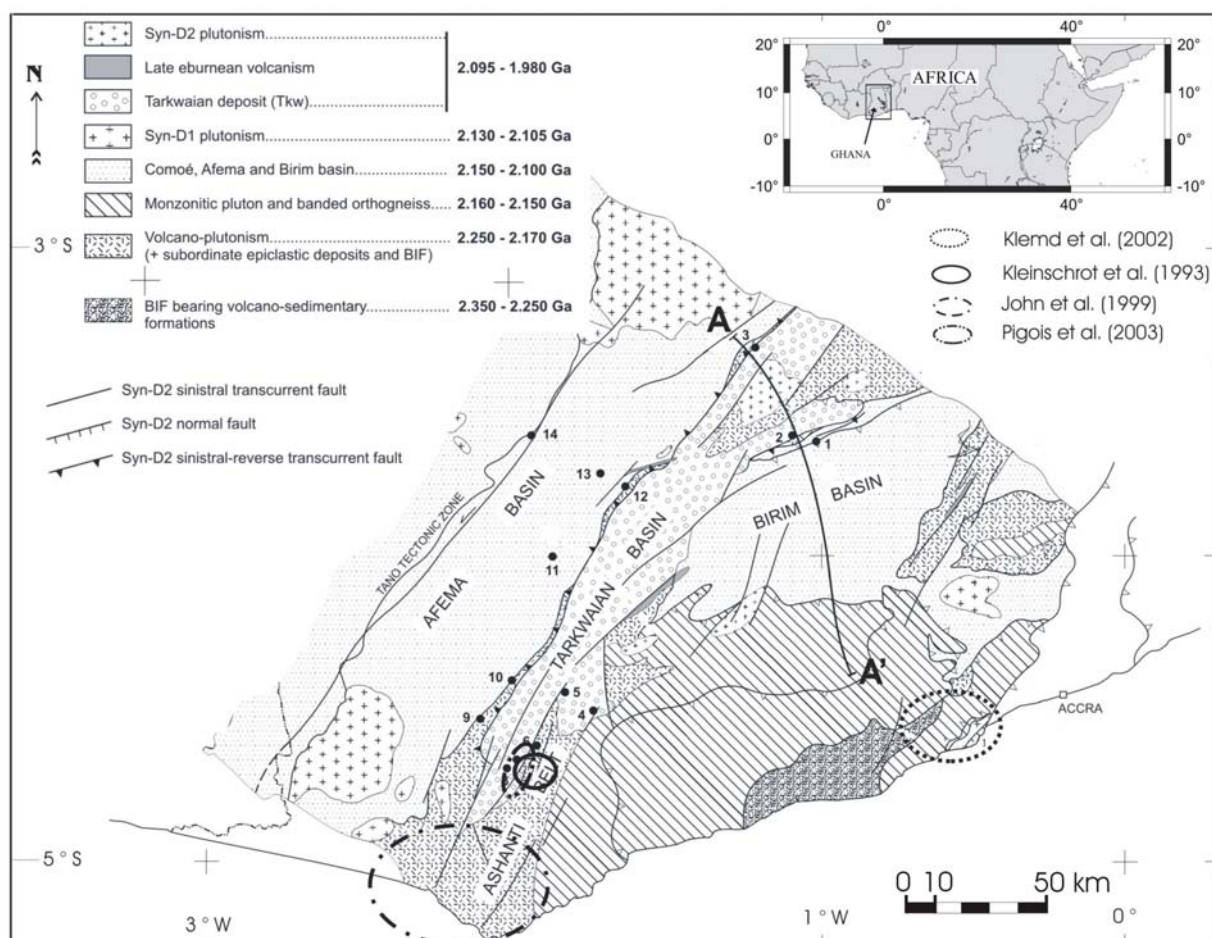 N
Syn-D2 plutonism
Late eburnean volcanism
2.095 - 1.980 Ga
Tarkwaian deposit (Tkw)
Syn-D1 plutonism
2.130 - 2.105 Ga
Comoé, Afema and Birim basin
2.150 - 2.100 Ga
Monzonitic pluton and banded orthogneiss
2.160 - 2.150 Ga
Volcano-plutonism
2.250 - 2.170 Ga
(+ subordinate epiclastic deposits and BIF)
BIF bearing volcano-sedimentary
2.350 - 2.250 Ga
formations
Syn-D2 sinistral transcurrent fault
Syn-D2 normal fault
Syn-D2 sinistral-reverse transcurrent fault
0°
40°
20°
20°
AFRICA
10°
10°
0°
0°
GHANA
-10°
-10°
0°
40°
Klemd et al. (2002)
Kleinschrot et al. (1993)
John et al. (1999)
Pigois et al. (2003)
3° S
A
3
14
2
1
13
12
BASIN
BASIN
BIRIM
BASIN
TANO TECTONIC ZONE
11
AFEMA
TARKWAIAN
A'
10
5
9
4
ACCRA
6
BELT
ASHANTI
5° S
0 10
50 km
3° W
1° W
0°